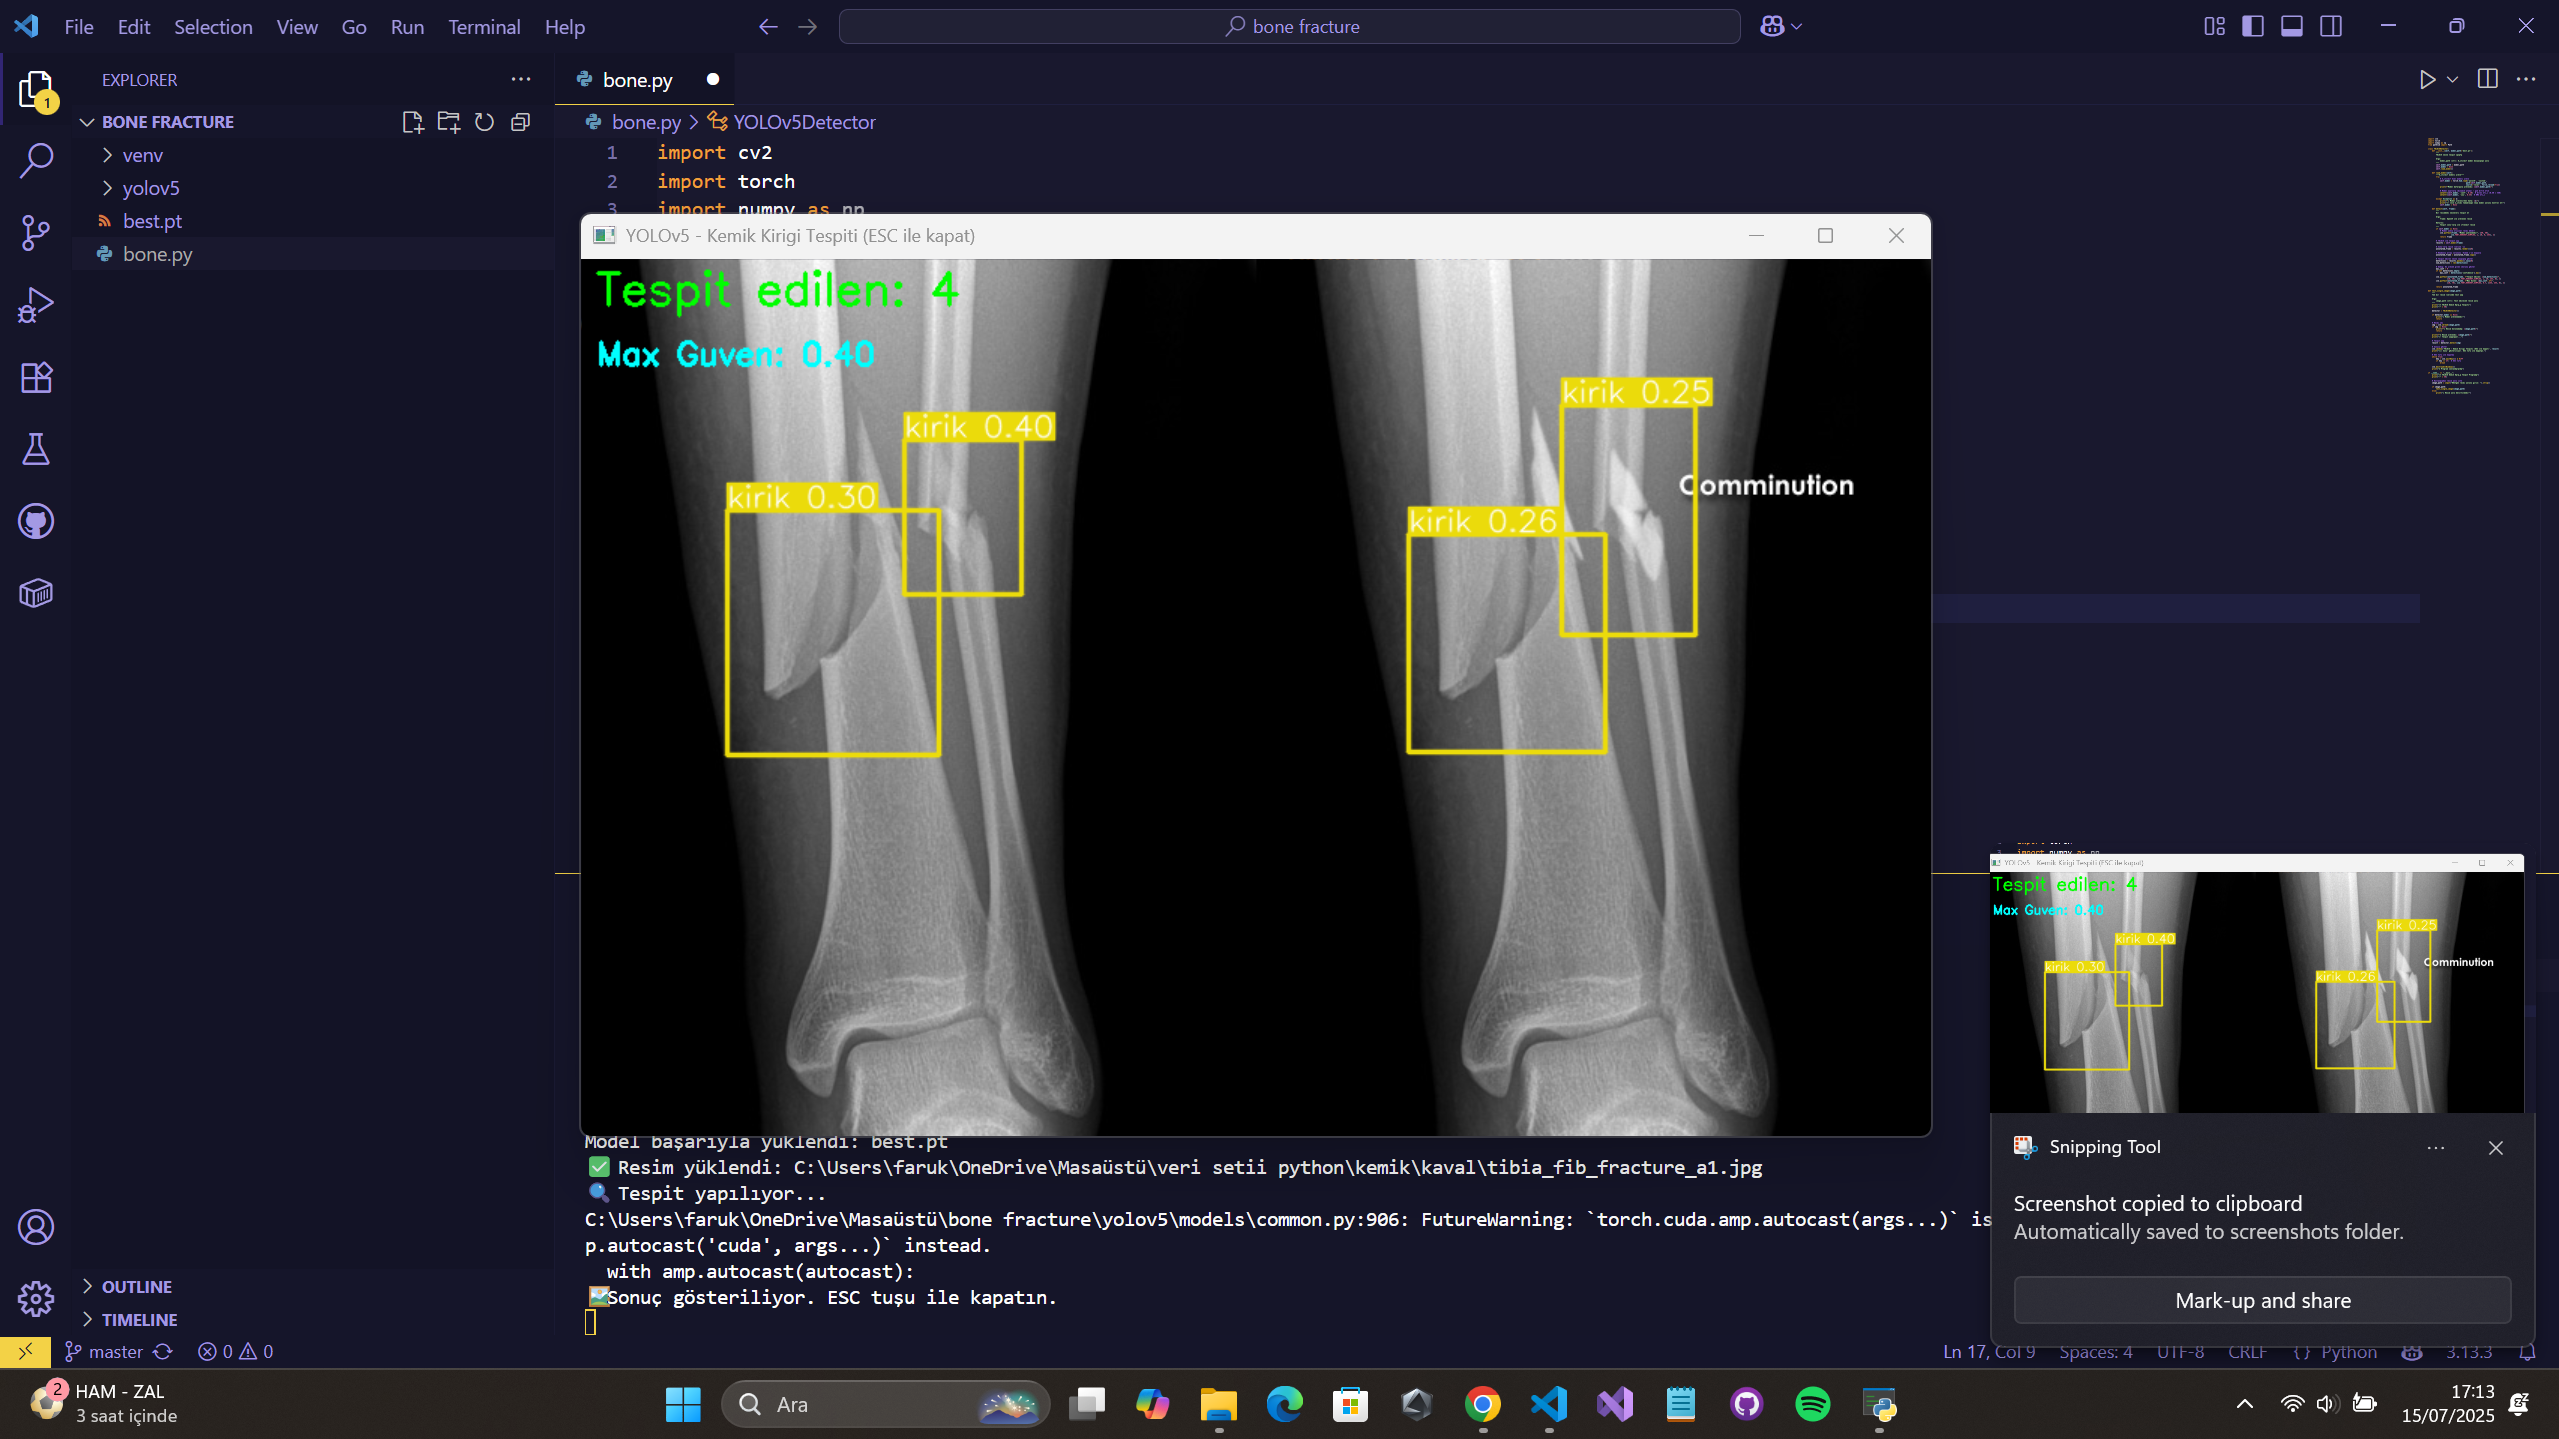 File Edit Selection View Go Run Terminal Help
bone fracture
EXPLORER
1
BONE FRACTURE
venv
yolov5
best.pt
bone.py
bone.py
bone.py > YOLOv5Detector
1 import cv2
2 import torch
3 import numpy as np
YOLOv5 - Kemik Kirigi Tespiti (ESC ile kapat)
Tespit edilen: 4
Max Guven: 0.40
kirik 0.25
kirik 0.40
Comminution
kirik 0.30
kirik 0.26
Model başarıyla yüklendi: best.pt
Resim yüklendi: C:\Users\faruk\OneDrive\Masaüstü\veri setii python\kemik\kaval\tibia_fib_fracture_a1.jpg
Tespit yapılıyor...
C:\Users\faruk\OneDrive\Masaüstü\bone fracture\yolov5\models\common.py:906: FutureWarning: `torch.cuda.amp.autocast(args...)` is
p.autocast('cuda', args...)` instead.
with amp.autocast(autocast):
Sonuç gösteriliyor. ESC tuşu ile kapatın.
YOLOv5 - Kemik Kirigi Tespiti (ESC ile kapat)
Tespit edilen: 4
Max Guven: 0.40
kirik 0.25
kirik 0.40
Comminution
kirik 0.30
kirik 0.26
Snipping Tool
Screenshot copied to clipboard
Automatically saved to screenshots folder.
Mark-up and share
OUTLINE
TIMELINE
master 0 0
Ln 17, Col 9 Spaces: 4 UTF-8 CRLF {} Python 3.13.3
2 HAM - ZAL
3 saat içinde
Ara
17:13
15/07/2025